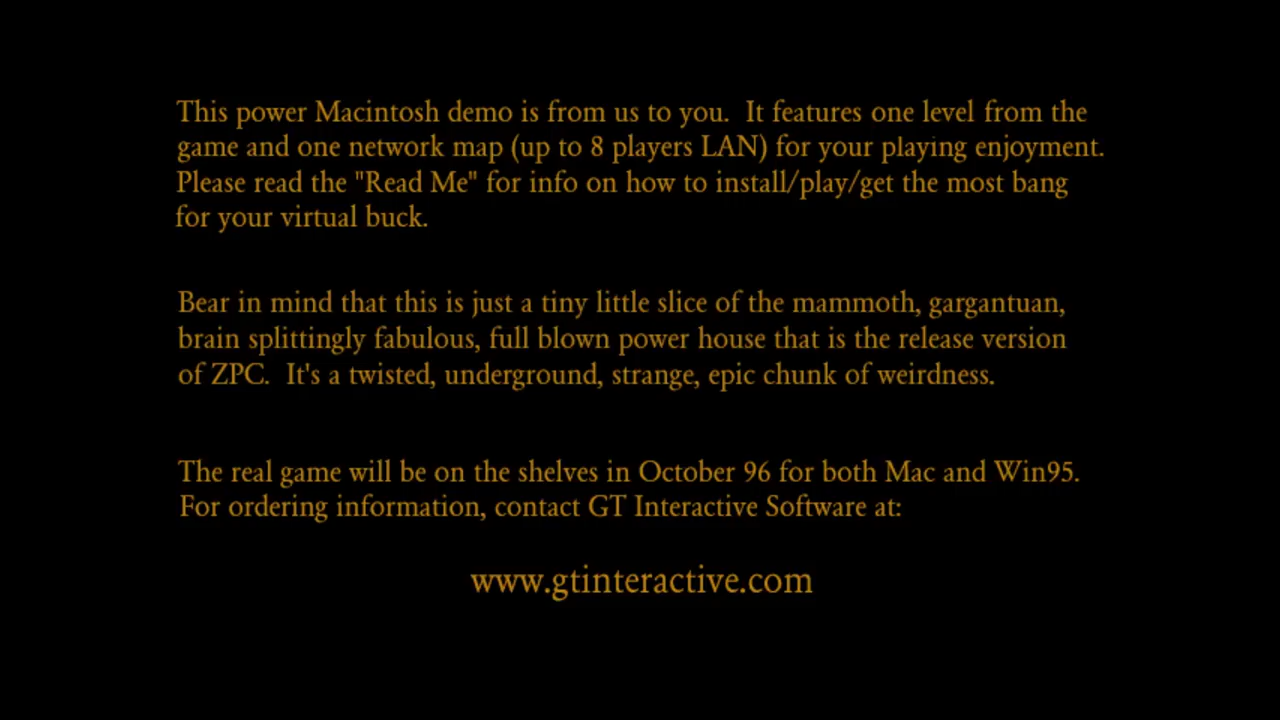 This power Macintosh demo is from us to you.  It features one level from the
game and one network map (up to 8 players LAN) for your playing enjoyment.
Please read the "Read Me" for info on how to install/play/get the most bang
for your virtual buck.
Bear in mind that this is just a tiny little slice of the mammoth, gargantuan,
brain splittingly fabulous, full blown power house that is the release version
of ZPC.  It's a twisted, underground, strange, epic chunk of weirdness.
The real game will be on the shelves in October 96 for both Mac and Win95.
For ordering information, contact GT Interactive Software at:
www.gtinteractive.com